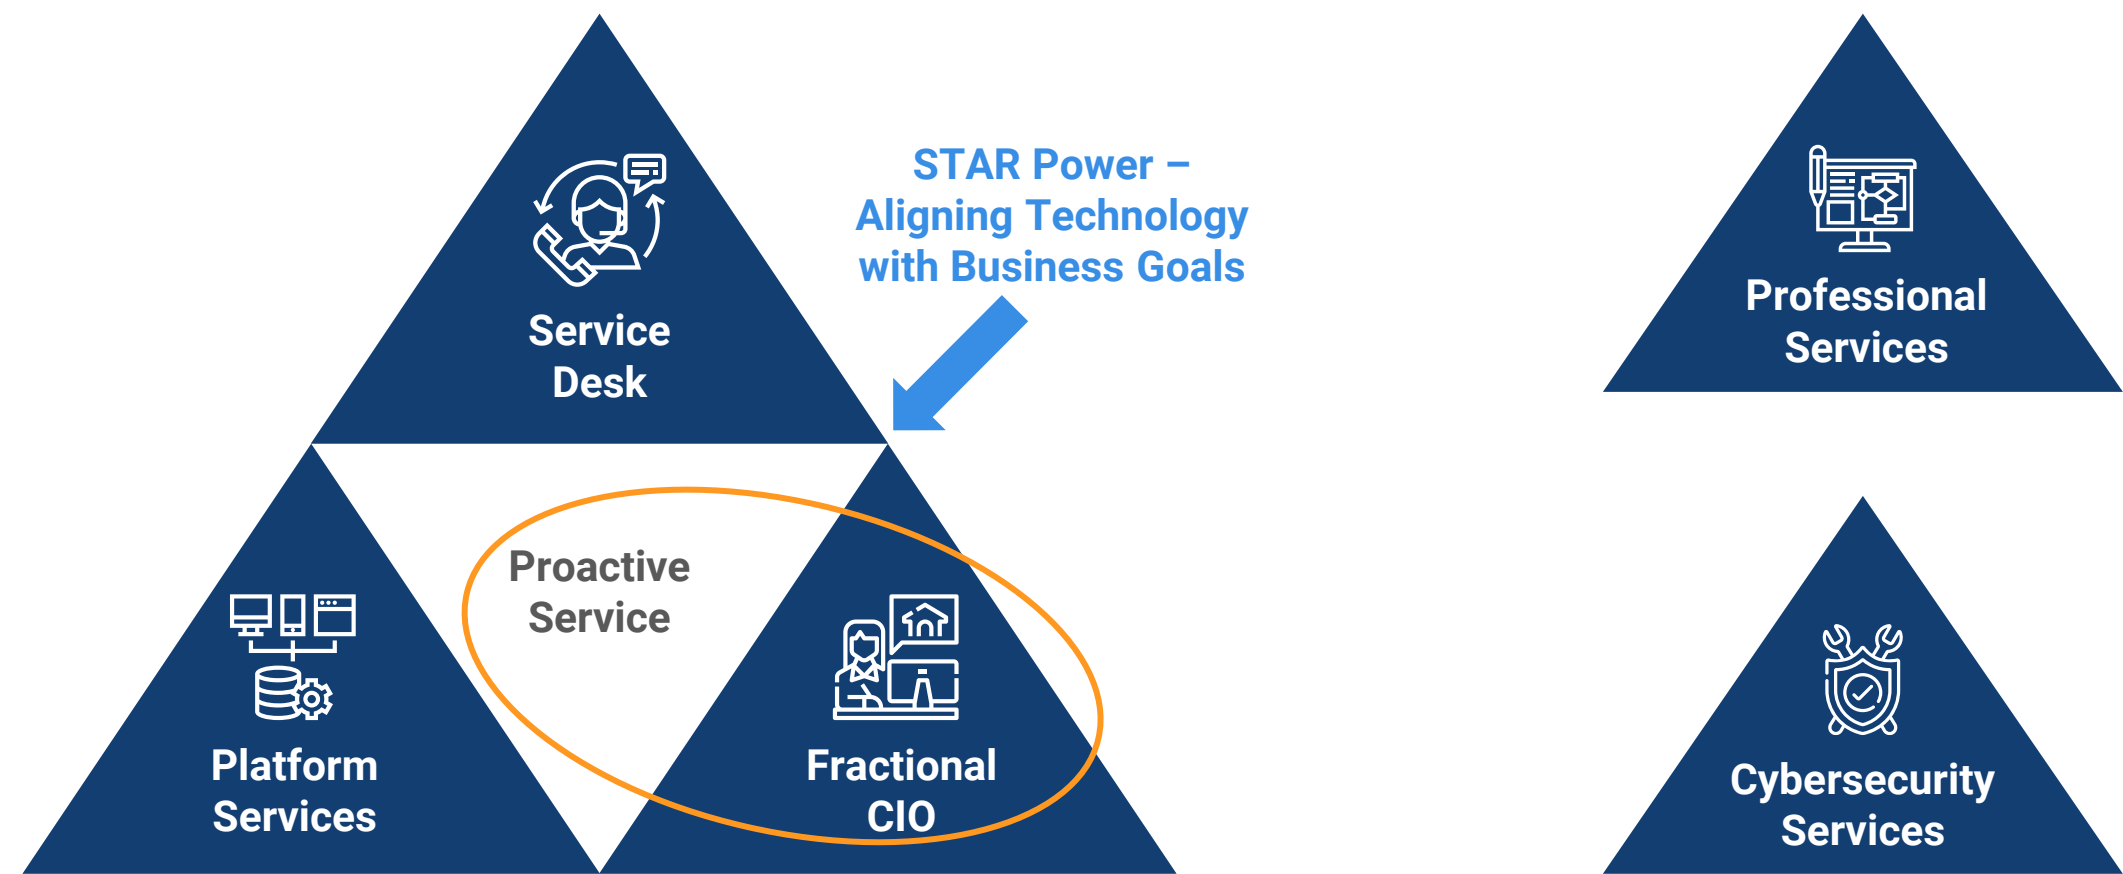 Service
Desk
STAR Power –
Aligning Technology
with Business Goals
Proactive
Service
Platform
Services
Fractional
CIO
Professional
Services
Cybersecurity
Services